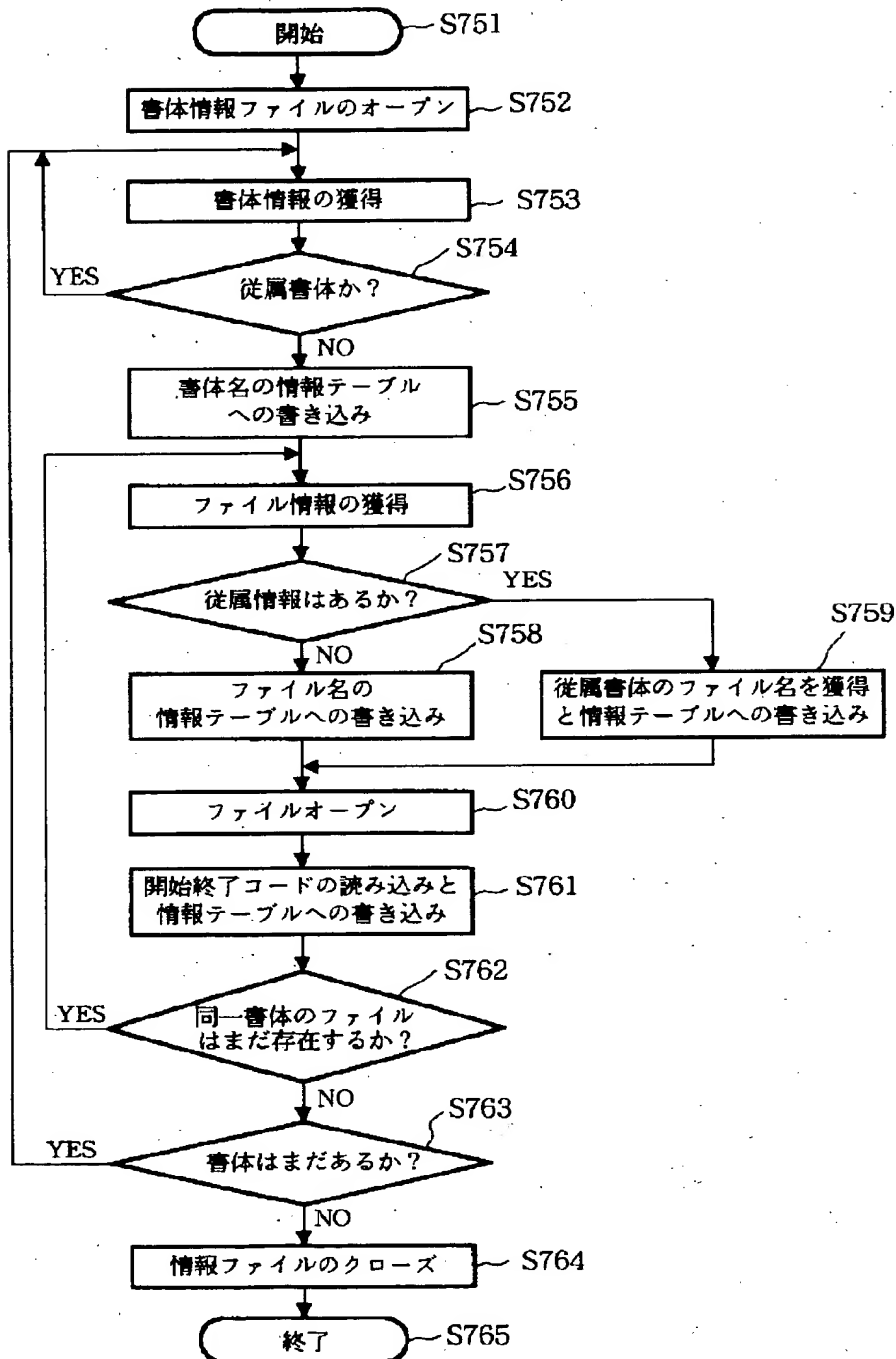 開始
S751
書体情報ファイルのオープン
S752
書体情報の獲得
S753
S754
YES
従属書体か?
NO
書体名の情報テーブル
への書き込み
S755
ファイル情報の獲得
S756
S757
従属情報はあるか?
YES
NO
S758
S759
ファイル名の
情報テーブルへの書き込み
従属書体のファイル名を獲得
と情報テーブルへの書き込み
ファイルオープン
S760
開始終了コードの読み込みと
情報テーブルへの書き込み
S761
S762
YES
同一書体のファイル
はまだ存在するか?
NO
S763
YES
書体はまだあるか?
NO
情報ファイルのクローズ
S764
終了
S765